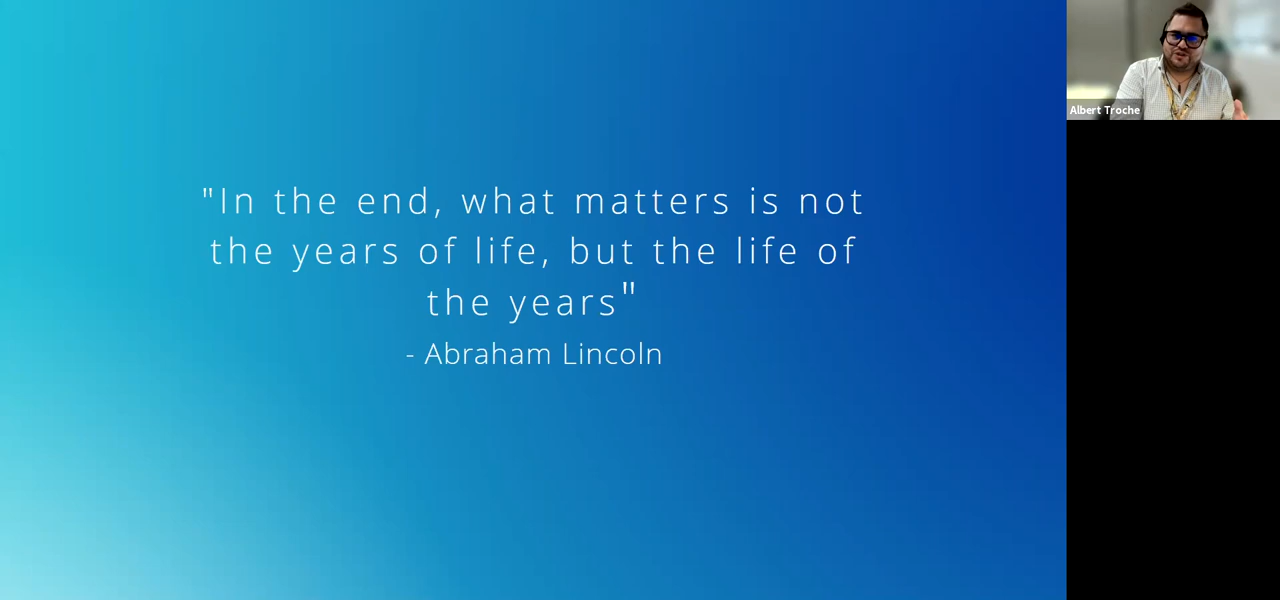 "In the end, what matters is not
the years of life, but the life of
the years"
- Abraham Lincoln
Albert Troche